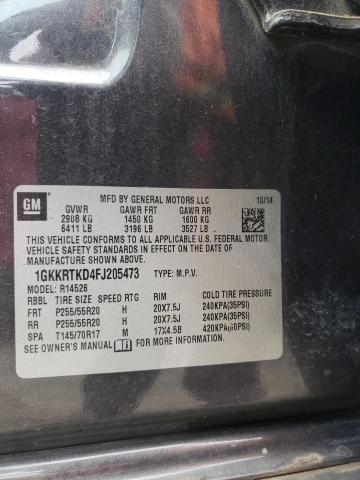 GM
MFD BY GENERAL MOTORS LLC 10/14
GVWR GAWR FRT GAWR RR
2908 KG 1450 KG 1600 KG
6411 LB 3196 LB 3527 LB
THIS VEHICLE CONFORMS TO ALL APPLICABLE U.S. FEDERAL MOTOR
VEHICLE SAFETY STANDARDS IN EFFECT ON THE DATE OF
MANUFACTURE SHOWN ABOVE.
1GKKRTKD4FJ205473 TYPE: M.P.V.
MODEL: R14526
RBBL TIRE SIZE SPEED RTG RIM COLD TIRE PRESSURE
FRT P255/55R20 H 20X7.5J 240KPA(35PSI)
RR P255/55R20 H 20X7.5J 240KPA(35PSI)
SPA T145/70R17 M 17X4.5B 420KPA(60PSI)
SEE OWNER'S MANUAL FOR MORE INFORMATION.